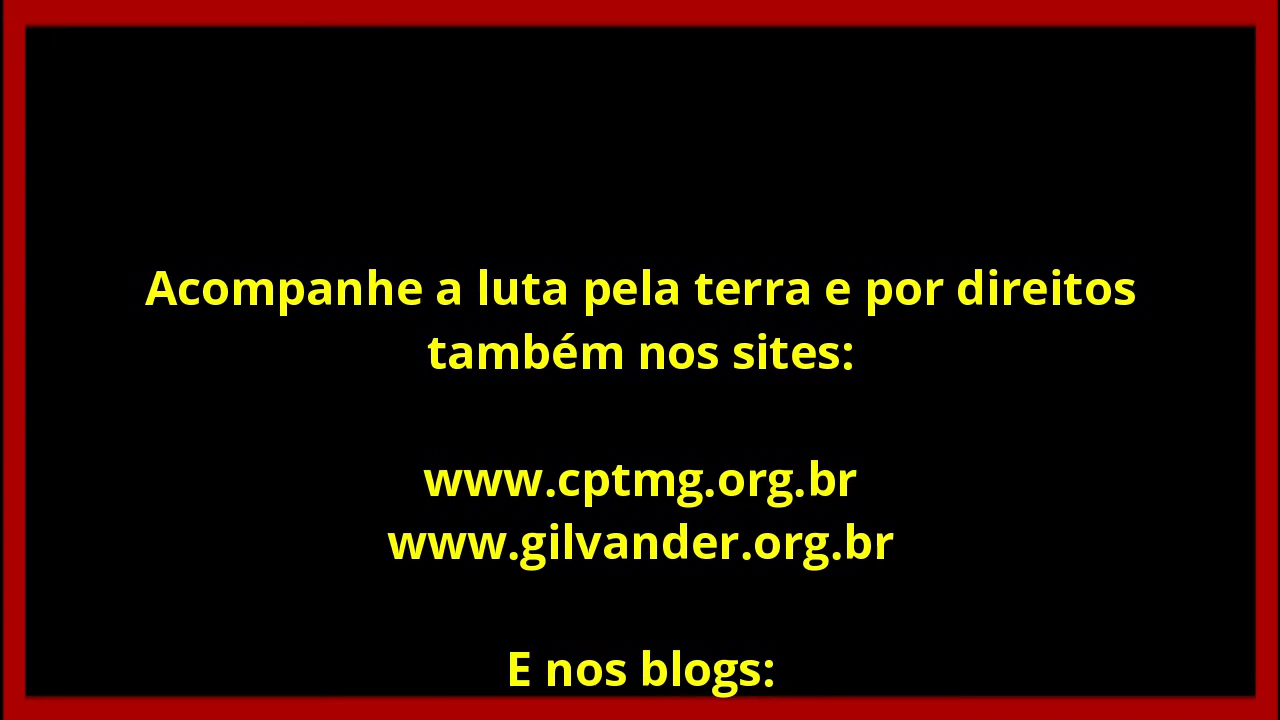 Acompanhe a luta pela terra e por direitos
também nos sites:
www.cptmg.org.br
www.gilvander.org.br
E nos blogs: